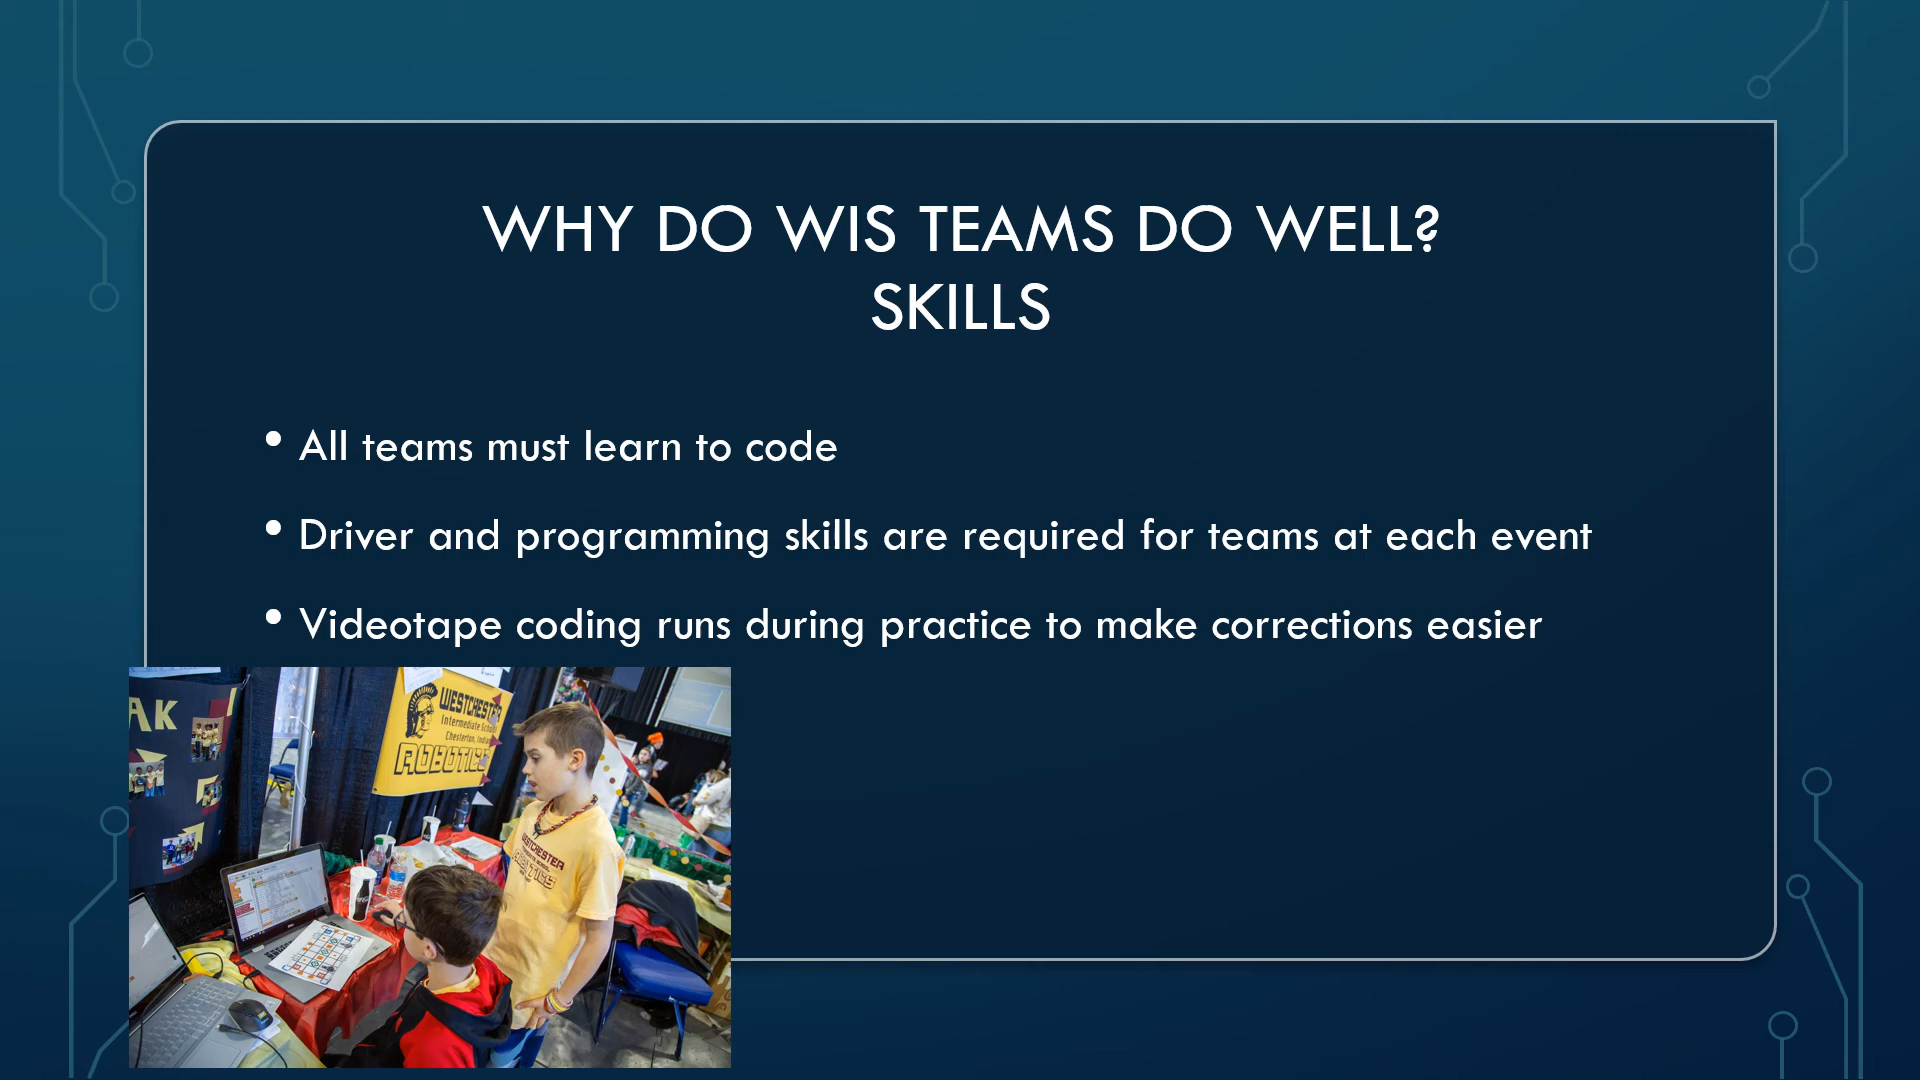 WHY DO WIS TEAMS DO WELL?
SKILLS
• All teams must learn to code
• Driver and programming skills are required for teams at each event
• Videotape coding runs during practice to make corrections easier
AK
WESTCHESTER
Intermediate School
Chesterton, Indiana
ROBOTICS
WESTCHESTER
ROBOTICS